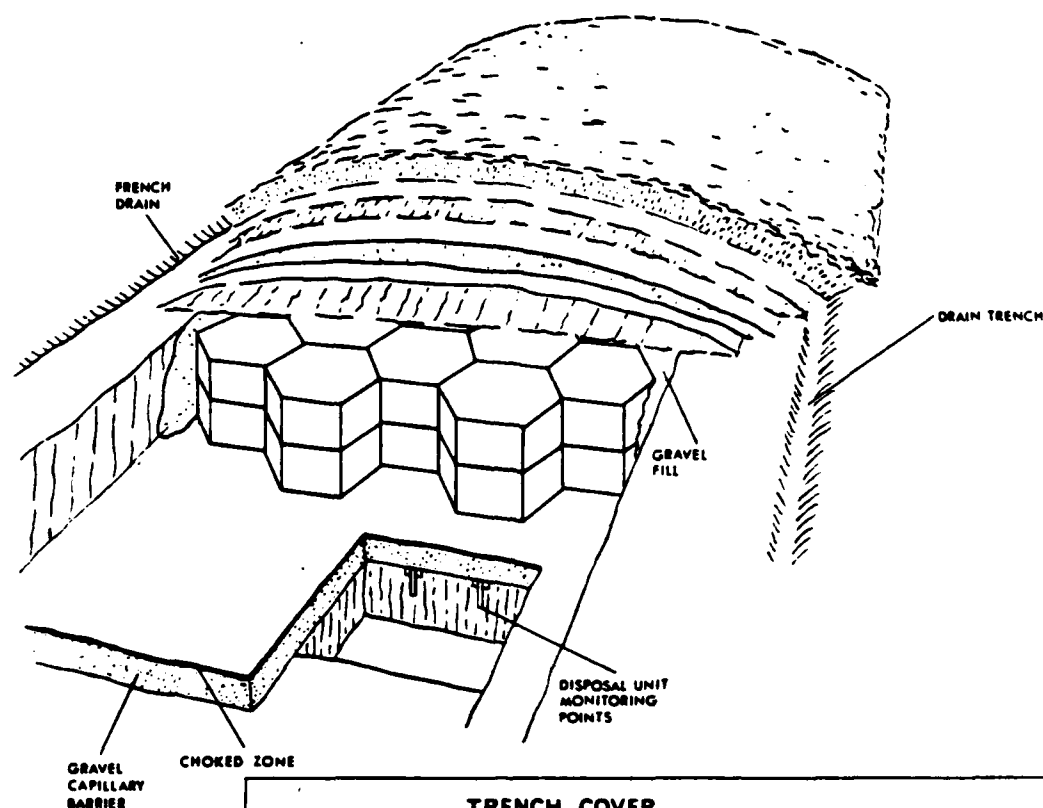 FRENCH
DRAIN
DRAIN TRENCH
GRAVEL
FILL
DISPOSAL UNIT
MONITORING
POINTS
CHOKED ZONE
GRAVEL
CAPILLARY
BARRIER
TRENCH COVER